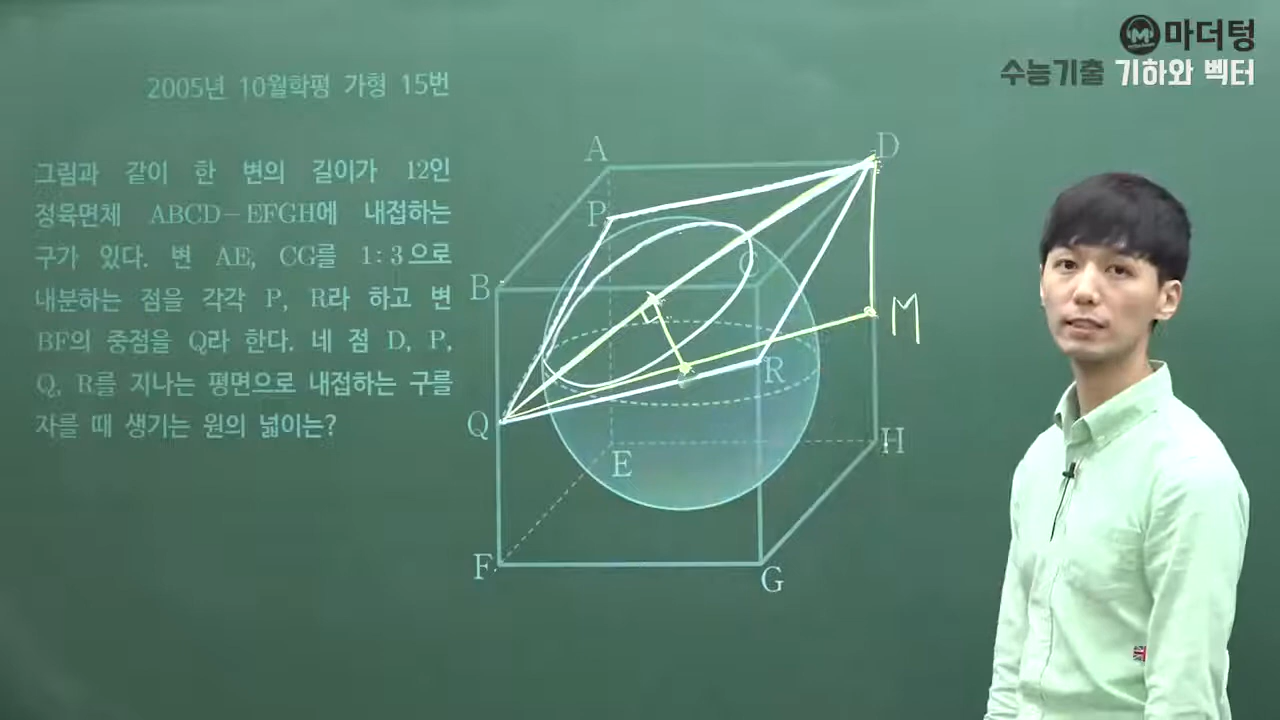 마더텅
수능기출 기하와 벡터
2005년 10월학평 가형 15번
그림과 같이 한 변의 길이가 12인
정육면체 ABCD-EFGH에 내접하는
구가 있다. 변 AE, CG를 1:3으로
내분하는 점을 각각 P, R라 하고 변
BF의 중점을 Q라 한다. 네 점 D, P,
Q, R를 지나는 평면으로 내접하는 구를
자를 때 생기는 원의 넓이는?
A
D
P
C
B
M
R
Q
H
E
F
G